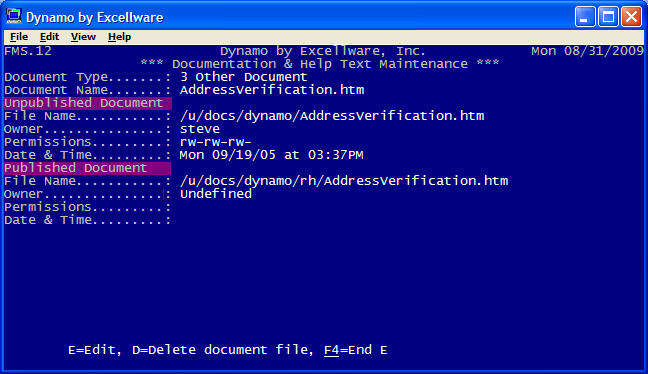 Dynamo by Excellware
File Edit View Help
FMS.12 Dynamo by Excellware, Inc. Mon 08/31/2009
*** Documentation & Help Text Maintenance ***
Document Type.......: 3 Other Document
Document Name.......: AddressVerification.htm
Unpublished Document
File Name...........: /u/docs/dynamo/AddressVerification.htm
Owner...............: steve
Permissions.........: rw-rw-rw-
Date & Time.........: Mon 09/19/05 at 03:37PM
Published Document
File Name...........: /u/docs/dynamo/rh/AddressVerification.htm
Owner...............: Undefined
Permissions.........:
Date & Time.........:
E=Edit, D=Delete document file, F4=End E